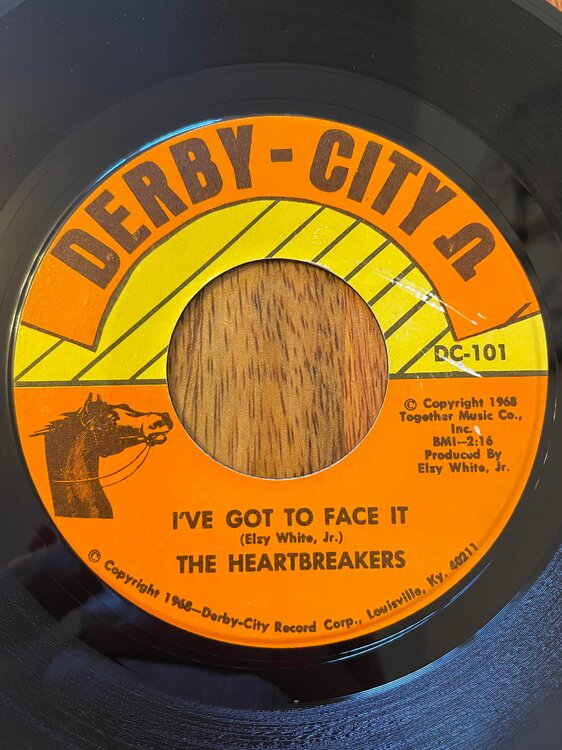 DERBY-CITY
DC-101
© Copyright 1968
Together Music Co.,
Inc.
BMI—2:16
Produced By
Elzy White, Jr.
I'VE GOT TO FACE IT
(Elzy White, Jr.)
THE HEARTBREAKERS
© Copyright 1968—Derby-City Record Corp., Louisville, Ky. 40211